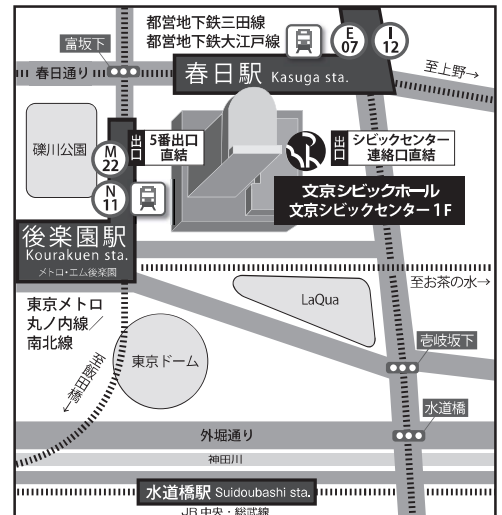 都営地下鉄三田線
都営地下鉄大江戸線
E
07
I
12
富坂下
春日通り
春日駅 Kasuga sta.
至上野→
礫川公園
M
22
N
11
出口
5番出口
直結
出口
シビックセンター
連絡口直結
文京シビックホール
文京シビックセンター1F
後楽園駅
Kourakuen sta.
メトロ・エム後楽園
至お茶の水→
東京メトロ
丸ノ内線／
南北線
LaQua
至飯田橋→
東京ドーム
壱岐坂下
水道橋
外堀通り
神田川
水道橋駅 Suidoubashi sta.
JR中央・総武線